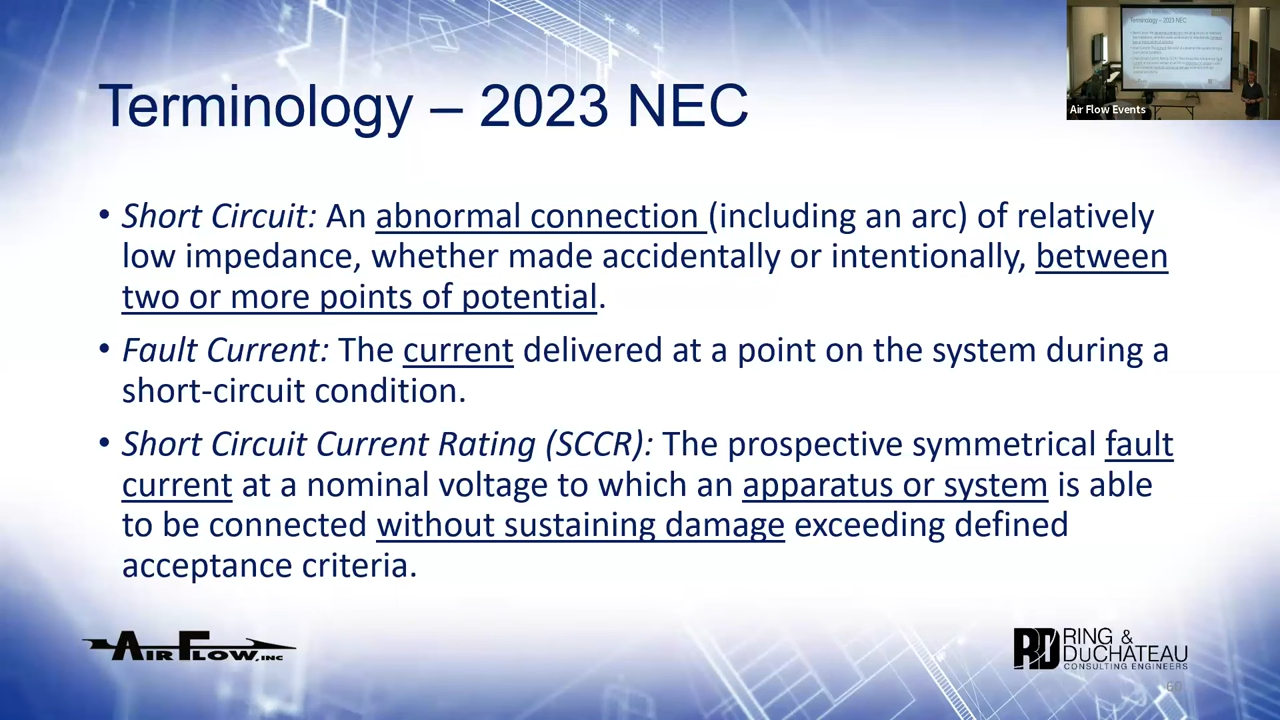 Terminology – 2023 NEC
Air Flow Events
• Short Circuit: An abnormal connection (including an arc) of relatively
low impedance, whether made accidentally or intentionally, between
two or more points of potential.
• Fault Current: The current delivered at a point on the system during a
short-circuit condition.
• Short Circuit Current Rating (SCCR): The prospective symmetrical fault
current at a nominal voltage to which an apparatus or system is able
to be connected without sustaining damage exceeding defined
acceptance criteria.
AIR FLOW, INC
RD RING &
DUCHATEAU
CONSULTING ENGINEERS